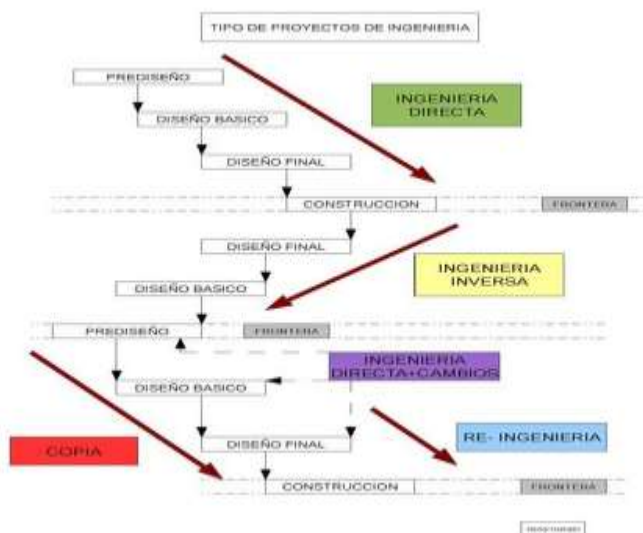 TIPO DE PROYECTOS DE INGENIERIA
PREDISEÑO
INGENIERIA
DIRECTA
DISEÑO BASICO
DISEÑO FINAL
CONSTRUCCION
FRONTERA
DISEÑO FINAL
INGENIERIA
INVERSA
DISEÑO BASICO
PREDISEÑO
FRONTERA
INGENIERIA
DIRECTA+CAMBIOS
DISEÑO BASICO
RE- INGENIERIA
COPIA
DISEÑO FINAL
CONSTRUCCION
FRONTERA